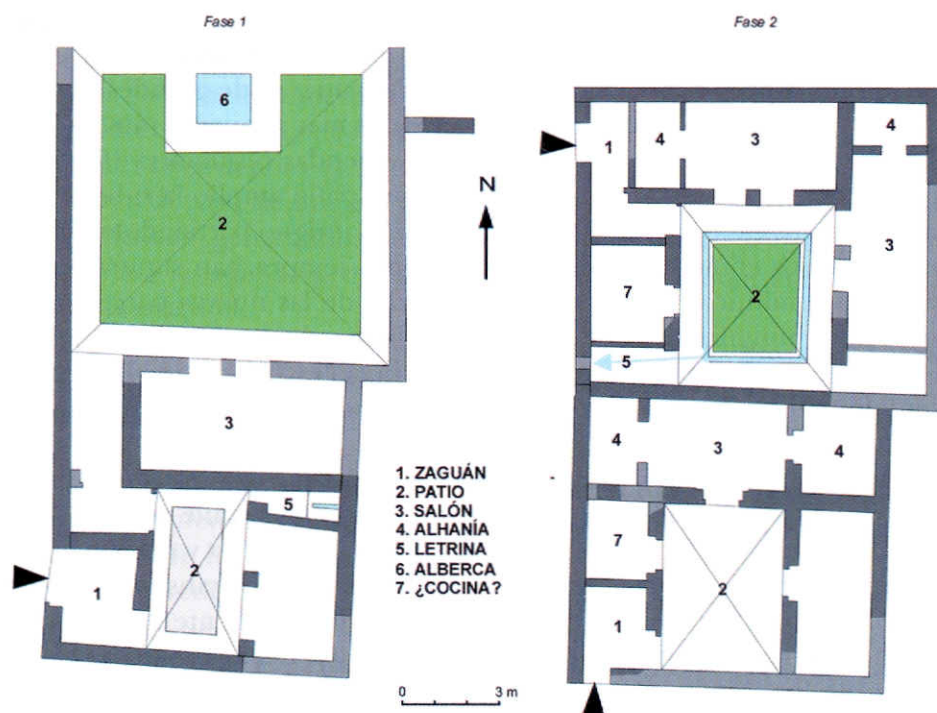 Fase 1
Fase 2
6
2
3
5
2
1
N
1
4
3
4
3
7
2
5
4
3
4
7
2
1
1. ZAGUÁN
2. PATIO
3. SALÓN
4. ALHANÍA
5. LETRINA
6. ALBERCA
7. ¿COCINA?
0 3 m